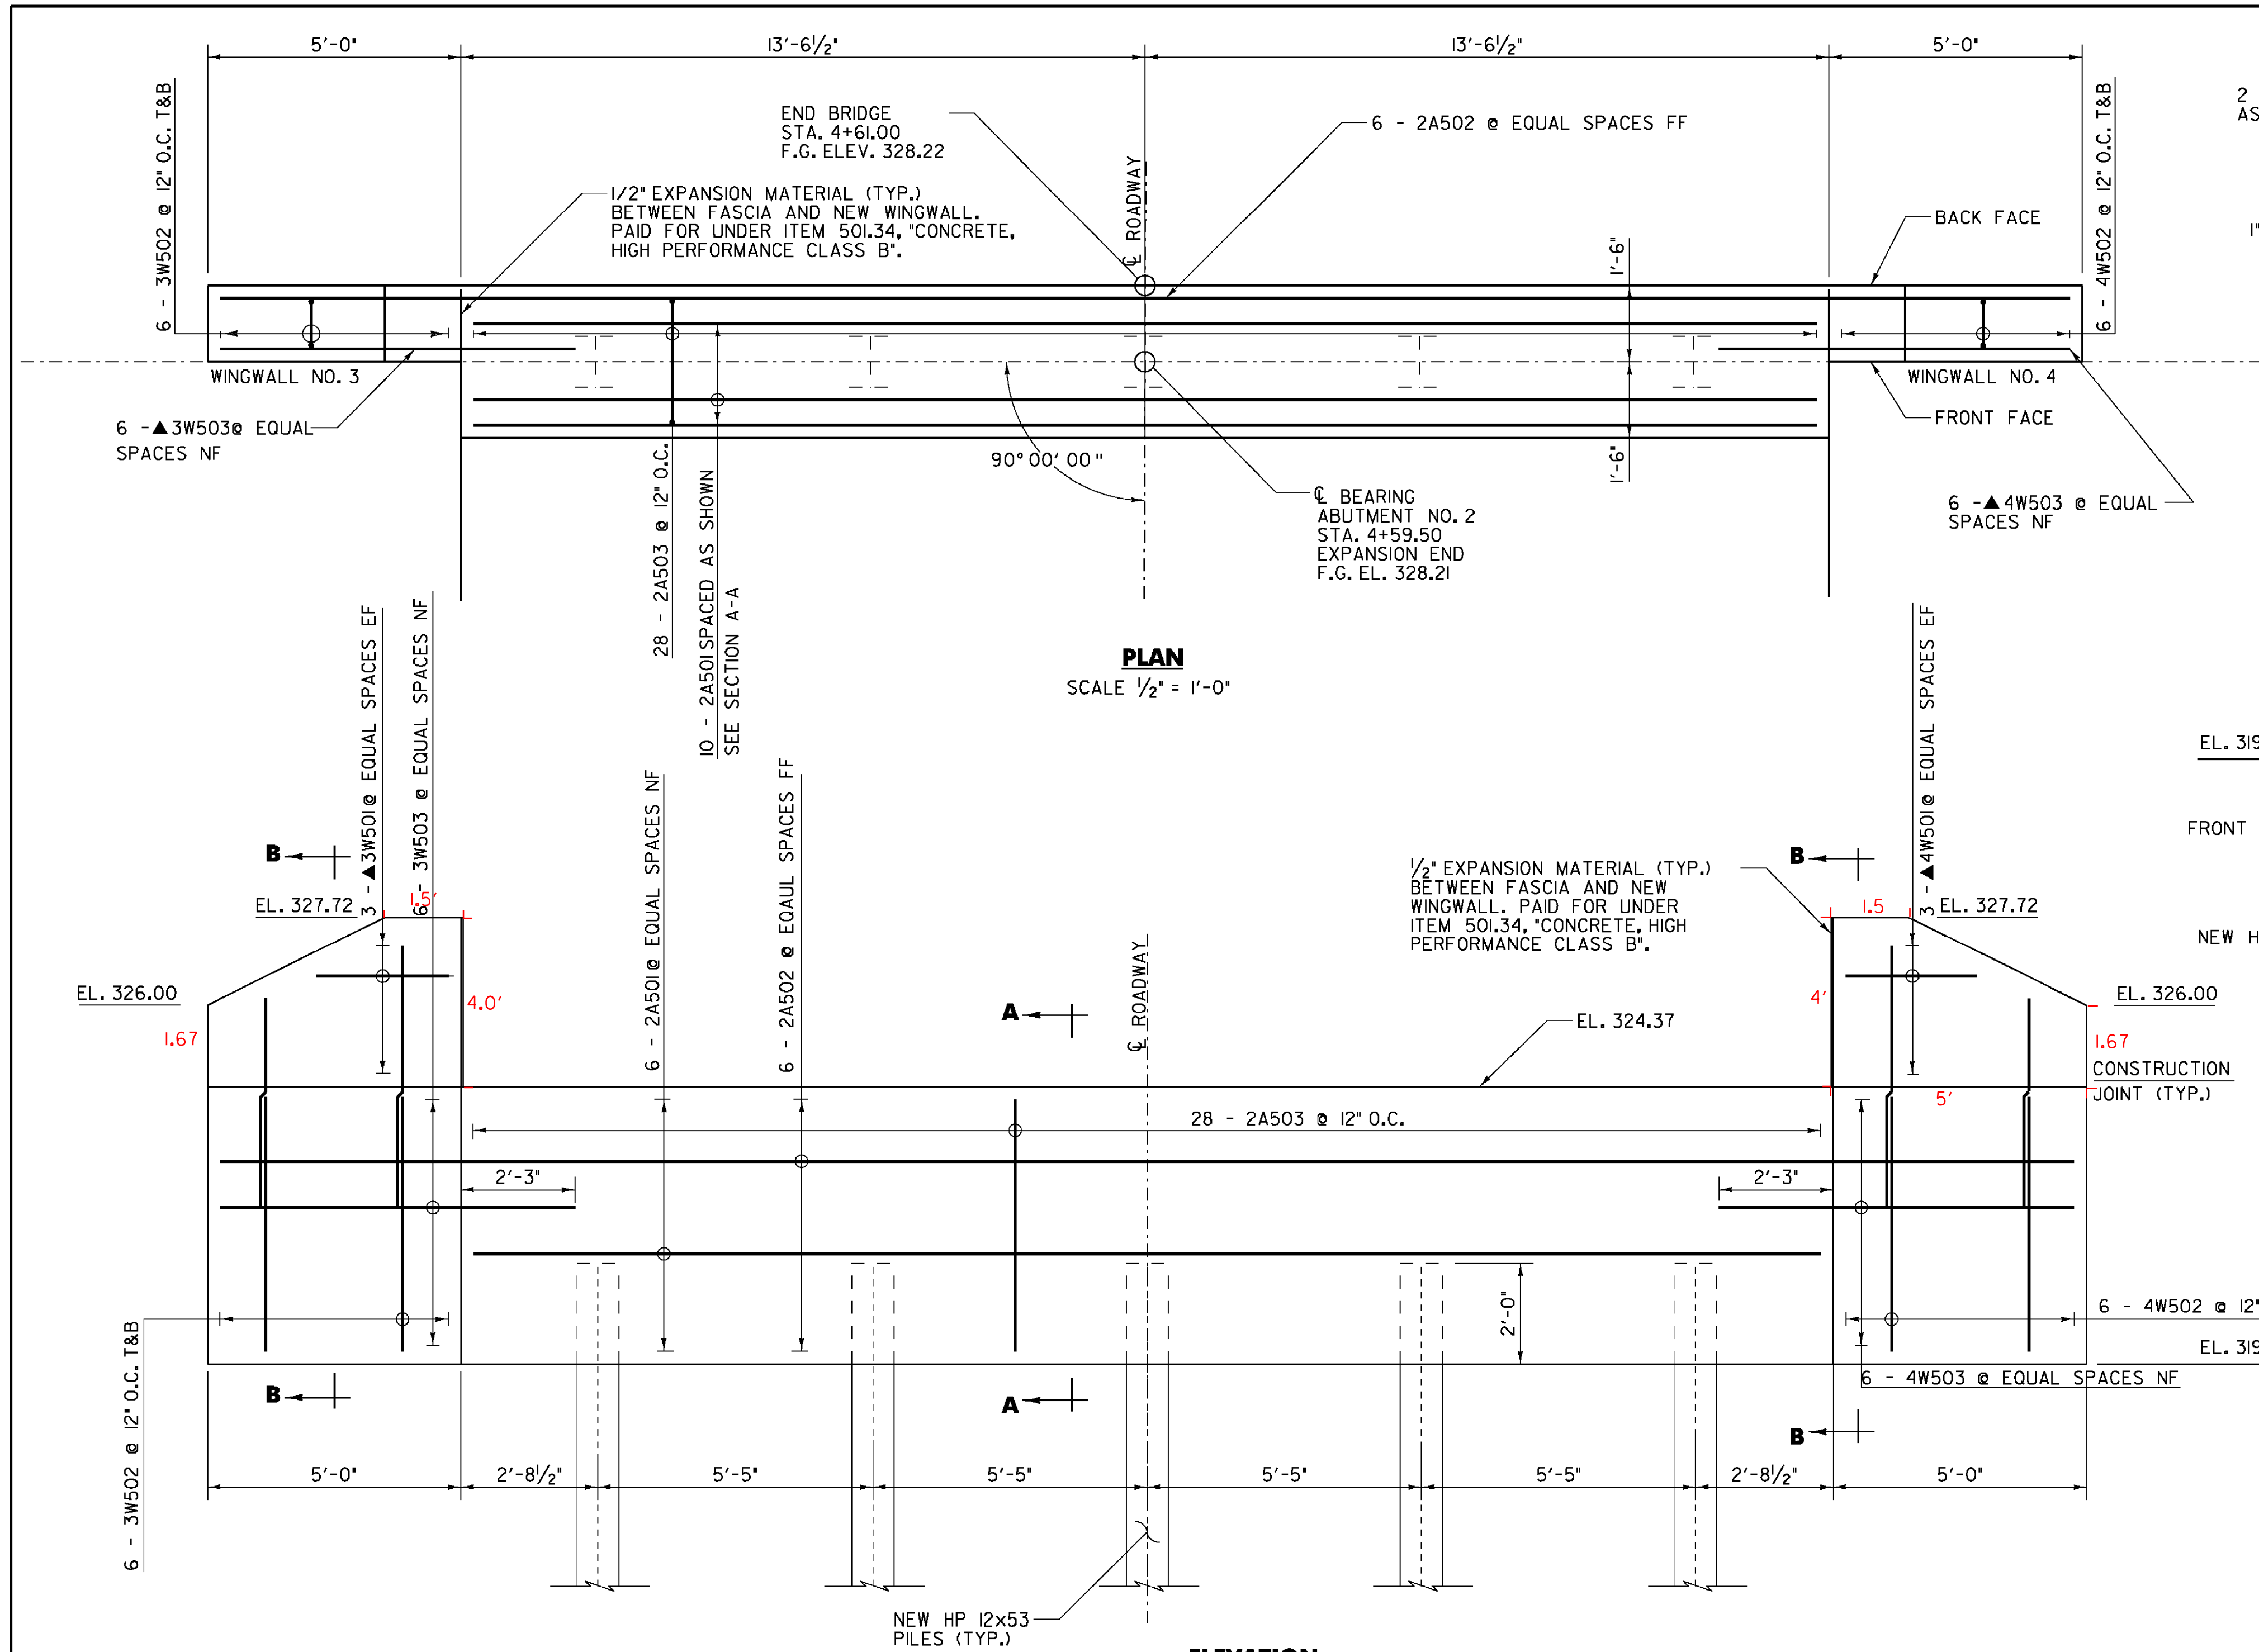 5'-0"
13'-6½"
13'-6½"
5'-0"
6 - 3W502 @ 12" O.C. T&B
END BRIDGE
STA. 4+61.00
F.G. ELEV. 328.22
6 - 2A502 @ EQUAL SPACES FF
6 - 4W502 @ 12" O.C. T&B
2
AS
1"
1/2" EXPANSION MATERIAL (TYP.)
BETWEEN FASCIA AND NEW WINGWALL.
PAID FOR UNDER ITEM 501.34, "CONCRETE,
HIGH PERFORMANCE CLASS B".
℄ ROADWAY
1'-6"
BACK FACE
WINGWALL NO. 3
WINGWALL NO. 4
6 -▲3W503@ EQUAL
SPACES NF
FRONT FACE
90°00'00"
1'-6"
28 - 2A503 @ 12" O.C.
10 - 2A501SPACED AS SHOWN
SEE SECTION A-A
℄ BEARING
ABUTMENT NO. 2
STA. 4+59.50
EXPANSION END
F.G. EL. 328.21
6 -▲4W503 @ EQUAL
SPACES NF
PLAN
SCALE ½" = 1'-0"
3 -▲3W501@ EQUAL SPACES EF
6 - 3W503 @ EQUAL SPACES NF
6 - 2A501@ EQUAL SPACES NF
6 - 2A502 @ EQAUL SPACES FF
3 -▲4W501@ EQUAL SPACES EF
EL. 319
FRONT
B
B
½" EXPANSION MATERIAL (TYP.)
BETWEEN FASCIA AND NEW
WINGWALL. PAID FOR UNDER
ITEM 501.34, "CONCRETE, HIGH
PERFORMANCE CLASS B".
EL. 327.72
1.5'
1.5
EL. 327.72
NEW H
EL. 326.00
4.0'
A
℄ ROADWAY
EL. 324.37
4'
EL. 326.00
1.67
1.67
CONSTRUCTION
JOINT (TYP.)
5'
28 - 2A503 @ 12" O.C.
2'-3"
2'-3"
2'-0"
6 - 4W502 @ 12"
EL. 319
6 - 4W503 @ EQUAL SPACES NF
6 - 3W502 @ 12" O.C. T&B
B
A
B
5'-0"
2'-8½"
5'-5"
5'-5"
5'-5"
5'-5"
2'-8½"
5'-0"
NEW HP 12x53
PILES (TYP.)
ELEVATION